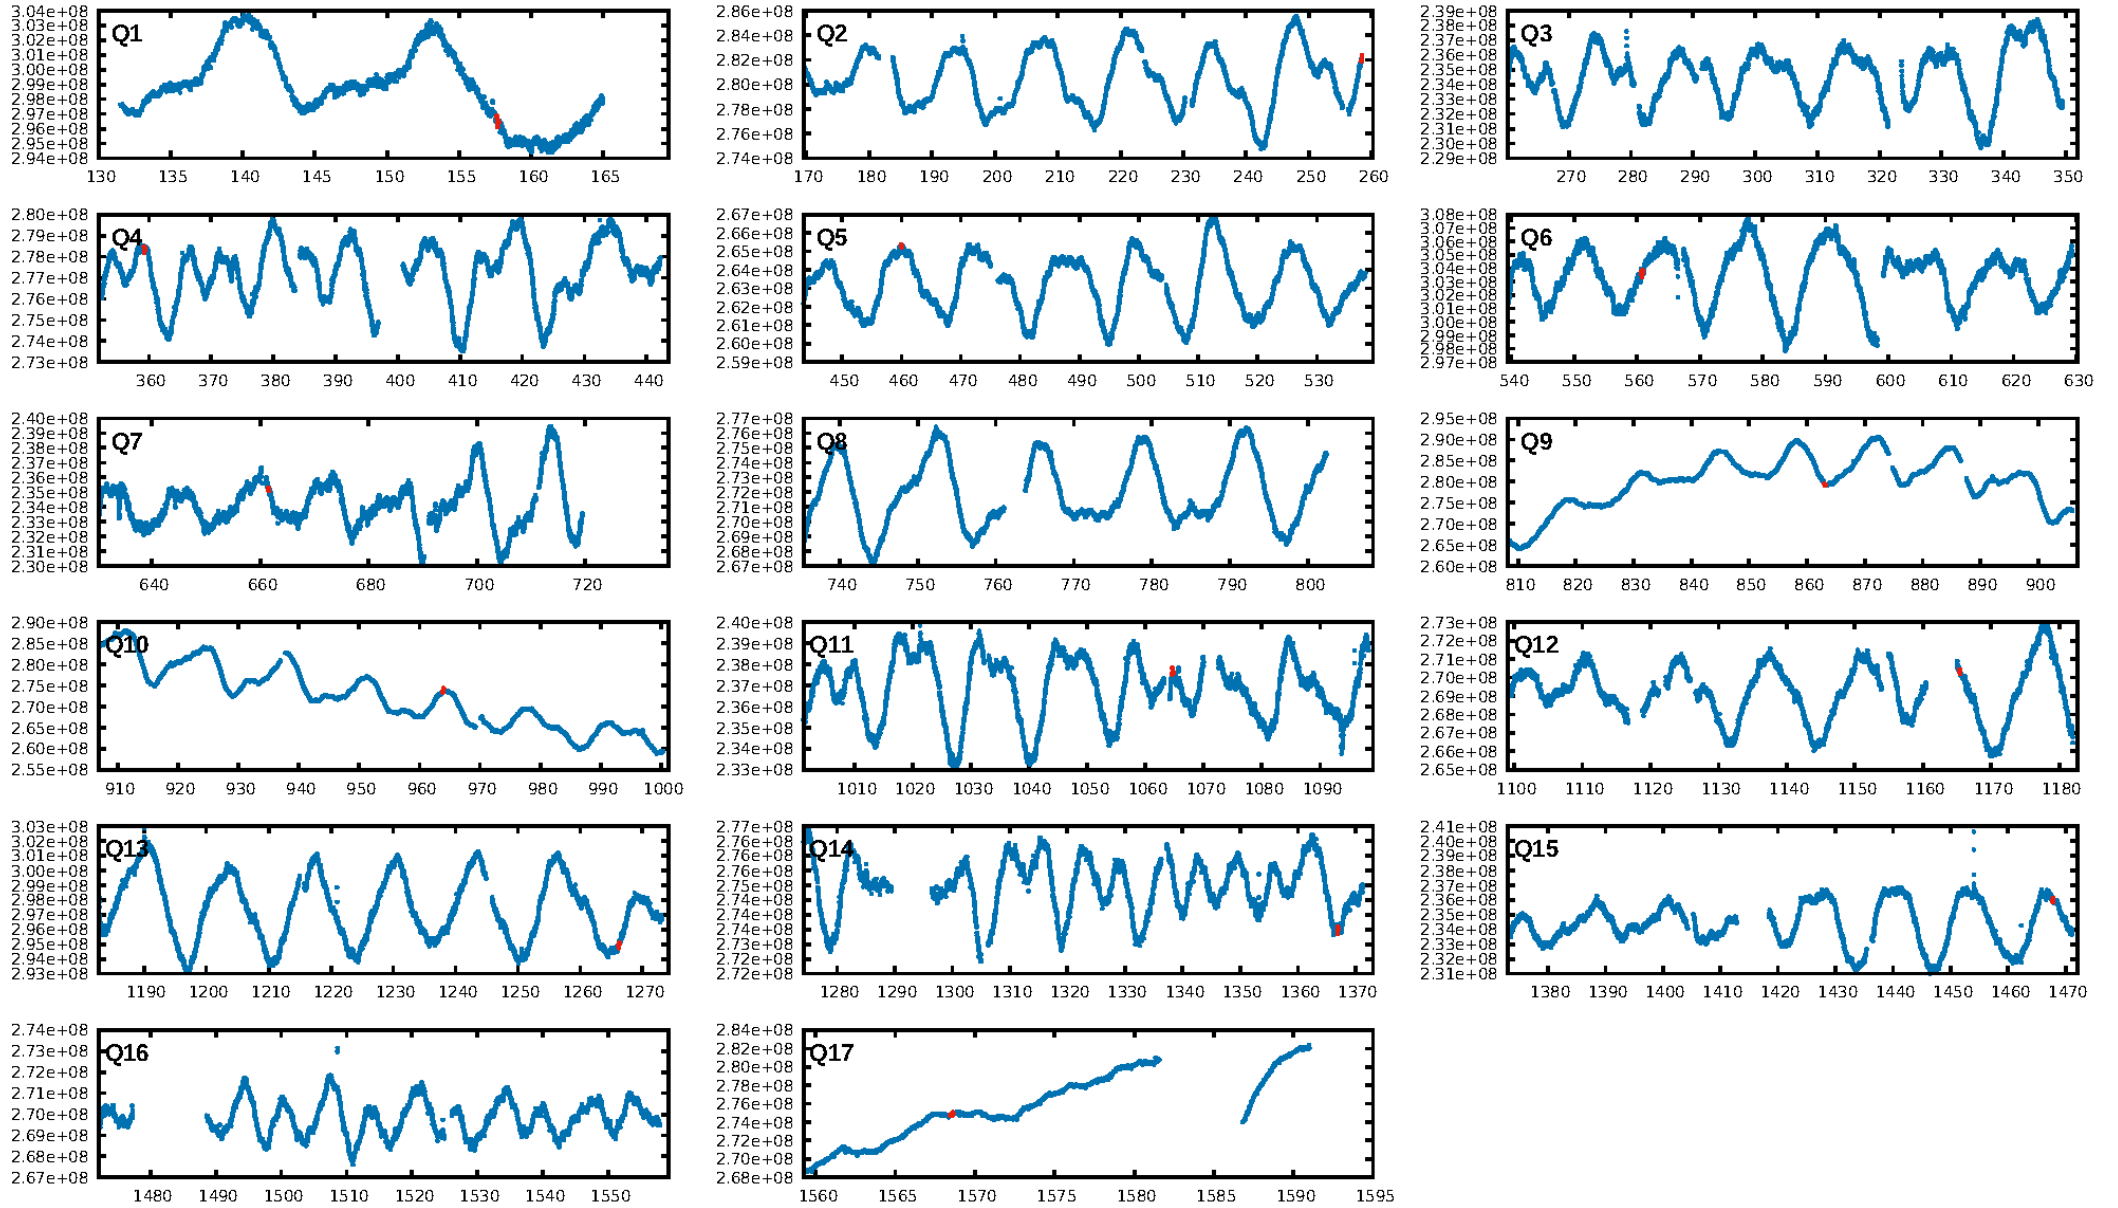 3.04e+08
3.03e+08
3.02e+08
3.01e+08
3.00e+08
2.99e+08
2.98e+08
2.97e+08
2.96e+08
2.95e+08
2.94e+08
Q1
130 135 140 145 150 155 160 165
2.86e+08
2.84e+08
2.82e+08
2.80e+08
2.78e+08
2.76e+08
2.74e+08
Q2
170 180 190 200 210 220 230 240 250 260
2.39e+08
2.38e+08
2.37e+08
2.36e+08
2.35e+08
2.34e+08
2.33e+08
2.32e+08
2.31e+08
2.30e+08
2.29e+08
Q3
270 280 290 300 310 320 330 340 350
2.80e+08
2.79e+08
2.78e+08
2.77e+08
2.76e+08
2.75e+08
2.74e+08
2.73e+08
Q4
360 370 380 390 400 410 420 430 440
2.67e+08
2.66e+08
2.65e+08
2.64e+08
2.63e+08
2.62e+08
2.61e+08
2.60e+08
2.59e+08
Q5
450 460 470 480 490 500 510 520 530
3.08e+08
3.07e+08
3.06e+08
3.05e+08
3.04e+08
3.03e+08
3.02e+08
3.01e+08
3.00e+08
2.99e+08
2.98e+08
2.97e+08
Q6
540 550 560 570 580 590 600 610 620 630
2.40e+08
2.39e+08
2.38e+08
2.37e+08
2.36e+08
2.35e+08
2.34e+08
2.33e+08
2.32e+08
2.31e+08
2.30e+08
Q7
640 660 680 700 720
2.77e+08
2.76e+08
2.75e+08
2.74e+08
2.73e+08
2.72e+08
2.71e+08
2.70e+08
2.69e+08
2.68e+08
2.67e+08
Q8
740 750 760 770 780 790 800
2.95e+08
2.90e+08
2.85e+08
2.80e+08
2.75e+08
2.70e+08
2.65e+08
2.60e+08
Q9
810 820 830 840 850 860 870 880 890 900
2.90e+08
2.85e+08
2.80e+08
2.75e+08
2.70e+08
2.65e+08
2.60e+08
2.55e+08
Q10
910 920 930 940 950 960 970 980 990 1000
2.40e+08
2.39e+08
2.38e+08
2.37e+08
2.36e+08
2.35e+08
2.34e+08
2.33e+08
Q11
1010 1020 1030 1040 1050 1060 1070 1080 1090
2.73e+08
2.72e+08
2.71e+08
2.70e+08
2.69e+08
2.68e+08
2.67e+08
2.66e+08
2.65e+08
Q12
1100 1110 1120 1130 1140 1150 1160 1170 1180
3.03e+08
3.02e+08
3.01e+08
3.00e+08
2.99e+08
2.98e+08
2.97e+08
2.96e+08
2.95e+08
2.94e+08
2.93e+08
Q13
1190 1200 1210 1220 1230 1240 1250 1260 1270
2.77e+08
2.76e+08
2.76e+08
2.75e+08
2.75e+08
2.74e+08
2.74e+08
2.73e+08
2.73e+08
2.72e+08
2.72e+08
Q14
1280 1290 1300 1310 1320 1330 1340 1350 1360 1370
2.41e+08
2.40e+08
2.39e+08
2.38e+08
2.37e+08
2.36e+08
2.35e+08
2.34e+08
2.33e+08
2.32e+08
2.31e+08
Q15
1380 1390 1400 1410 1420 1430 1440 1450 1460 1470
2.74e+08
2.73e+08
2.72e+08
2.71e+08
2.70e+08
2.69e+08
2.68e+08
2.67e+08
Q16
1480 1490 1500 1510 1520 1530 1540 1550
2.84e+08
2.82e+08
2.80e+08
2.78e+08
2.76e+08
2.74e+08
2.72e+08
2.70e+08
2.68e+08
Q17
1560 1565 1570 1575 1580 1585 1590 1595